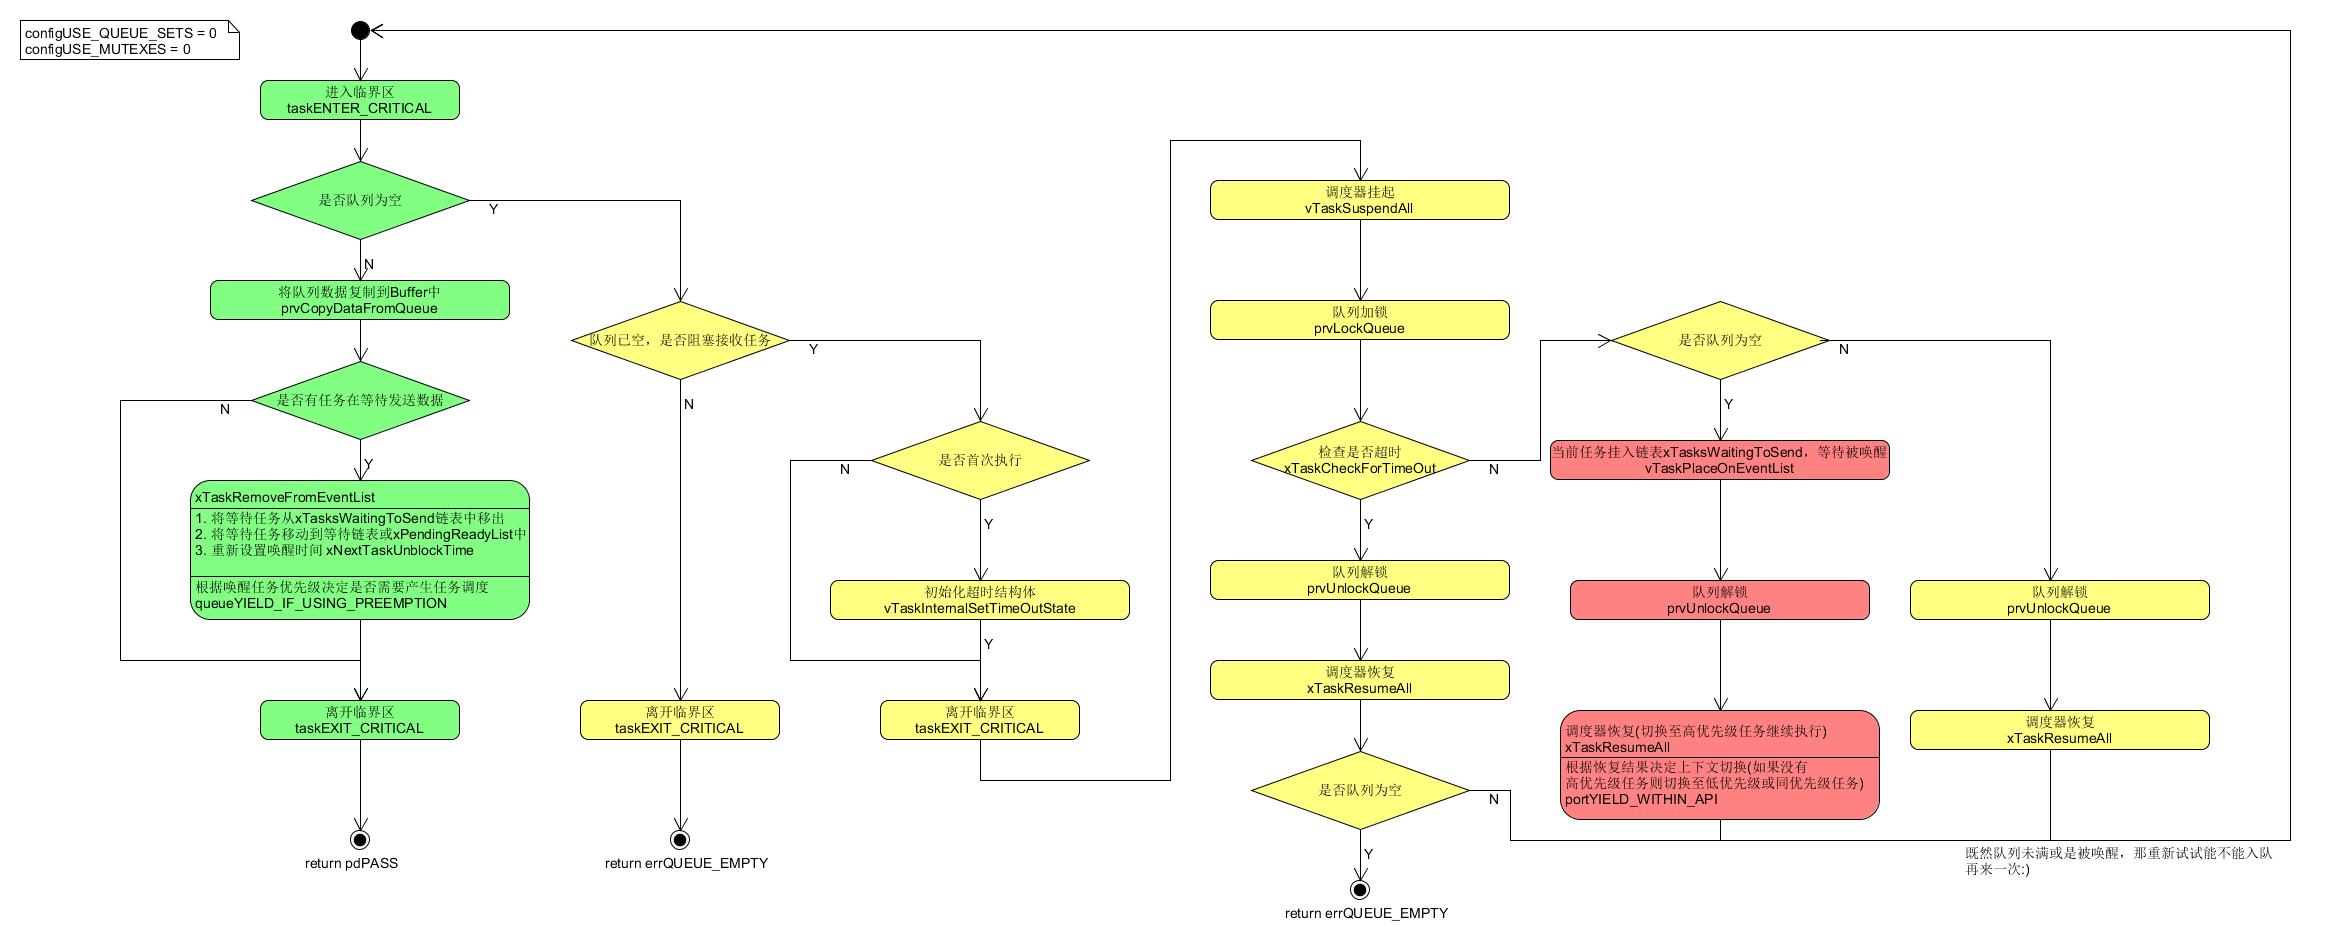 configUSE_QUEUE_SETS = 0
configUSE_MUTEXES = 0
进入临界区
taskENTER_CRITICAL
是否队列为空
Y
N
将队列数据复制到Buffer中
prvCopyDataFromQueue
是否有任务在等待发送数据
N
Y
xTaskRemoveFromEventList
1. 将等待任务从xTasksWaitingToSend链表中移出
2. 将等待任务移动到等待链表或xPendingReadyList中
3. 重新设置唤醒时间 xNextTaskUnblockTime
根据唤醒任务优先级决定是否需要产生任务调度
queueYIELD_IF_USING_PREEMPTION
离开临界区
taskEXIT_CRITICAL
return pdPASS
队列已空，是否阻塞接收任务
Y
N
离开临界区
taskEXIT_CRITICAL
return errQUEUE_EMPTY
是否首次执行
N
Y
初始化超时结构体
vTaskInternalSetTimeOutState
Y
离开临界区
taskEXIT_CRITICAL
调度器挂起
vTaskSuspendAll
队列加锁
prvLockQueue
检查是否超时
xTaskCheckForTimeOut
N
Y
队列解锁
prvUnlockQueue
调度器恢复
xTaskResumeAll
是否队列为空
N
Y
return errQUEUE_EMPTY
是否队列为空
N
Y
当前任务挂入链表xTasksWaitingToSend，等待被唤醒
vTaskPlaceOnEventList
队列解锁
prvUnlockQueue
调度器恢复(切换至高优先级任务继续执行)
xTaskResumeAll
根据恢复结果决定上下文切换(如果没有
高优先级任务则切换至低优先级或同优先级任务)
portYIELD_WITHIN_API
队列解锁
prvUnlockQueue
调度器恢复
xTaskResumeAll
既然队列未满或是被唤醒，那重新试试能不能入队
再来一次:)